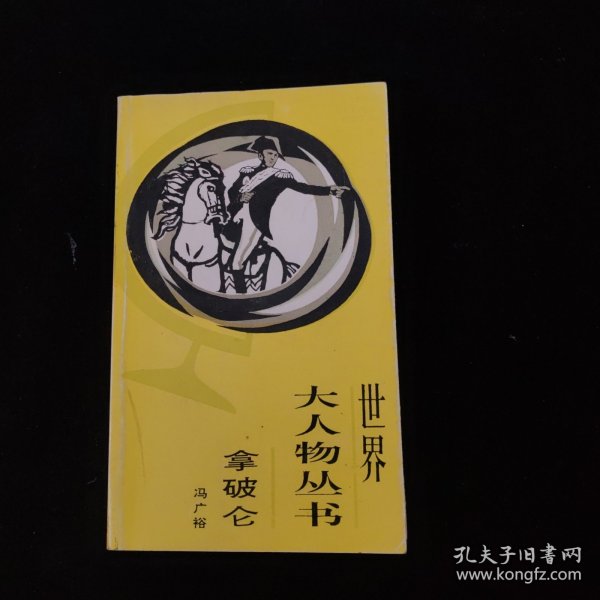 世界
大人物丛书
拿破仑
冯广裕
孔夫子旧书网
www.kongfz.com